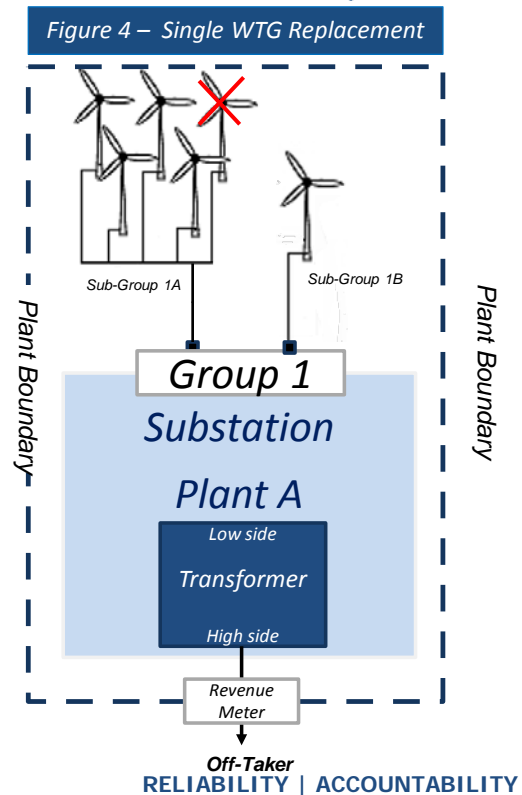 Figure 4 – Single WTG Replacement
Sub-Group 1A
Sub-Group 1B
Plant Boundary
Plant Boundary
Group 1
Substation
Plant A
Low side
Transformer
High side
Revenue
Meter
Off-Taker
RELIABILITY | ACCOUNTABILITY